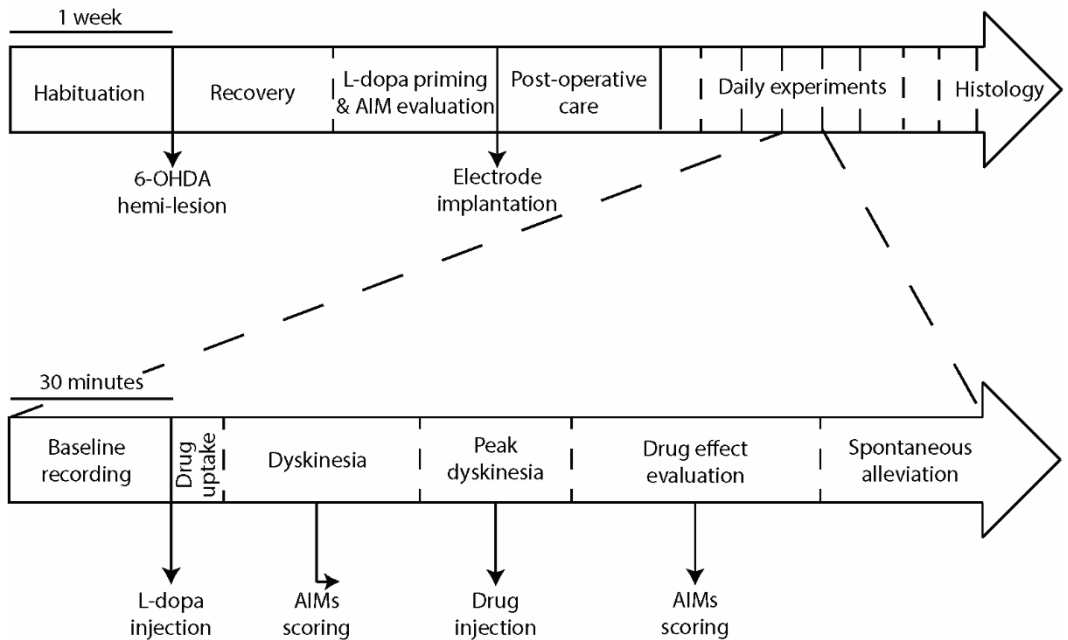 1 week
Habituation
Recovery
L-dopa priming
& AIM evaluation
Post-operative
care
Daily experiments
Histology
6-OHDA
hemi-lesion
Electrode
implantation
30 minutes
Baseline
recording
Drug
uptake
Dyskinesia
Peak
dyskinesia
Drug effect
evaluation
Spontaneous
alleviation
L-dopa
injection
AIMs
scoring
Drug
injection
AIMs
scoring